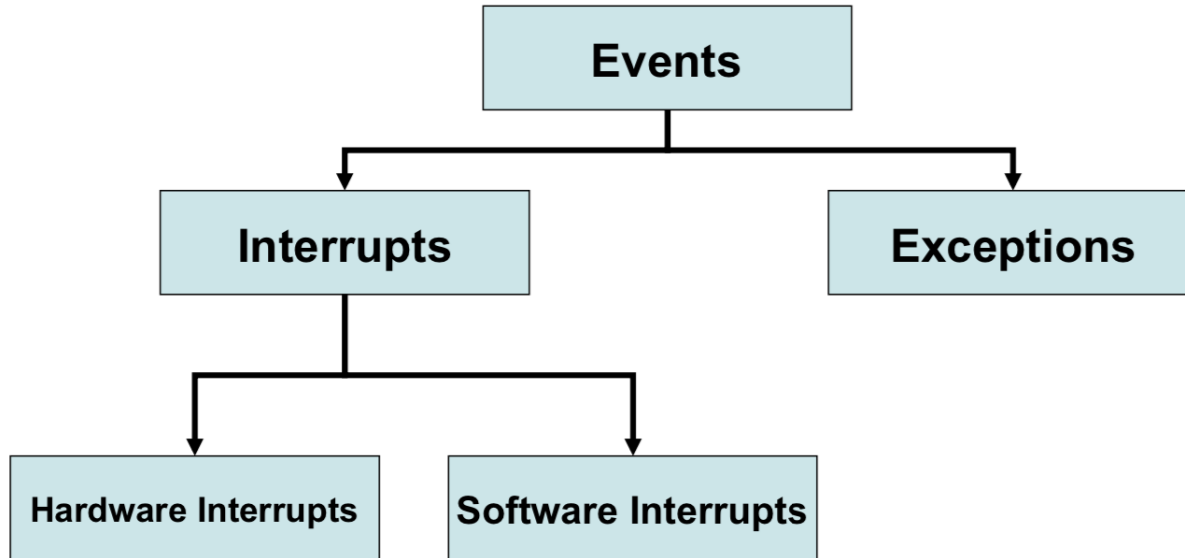 Events
Interrupts
Exceptions
Hardware Interrupts
Software Interrupts